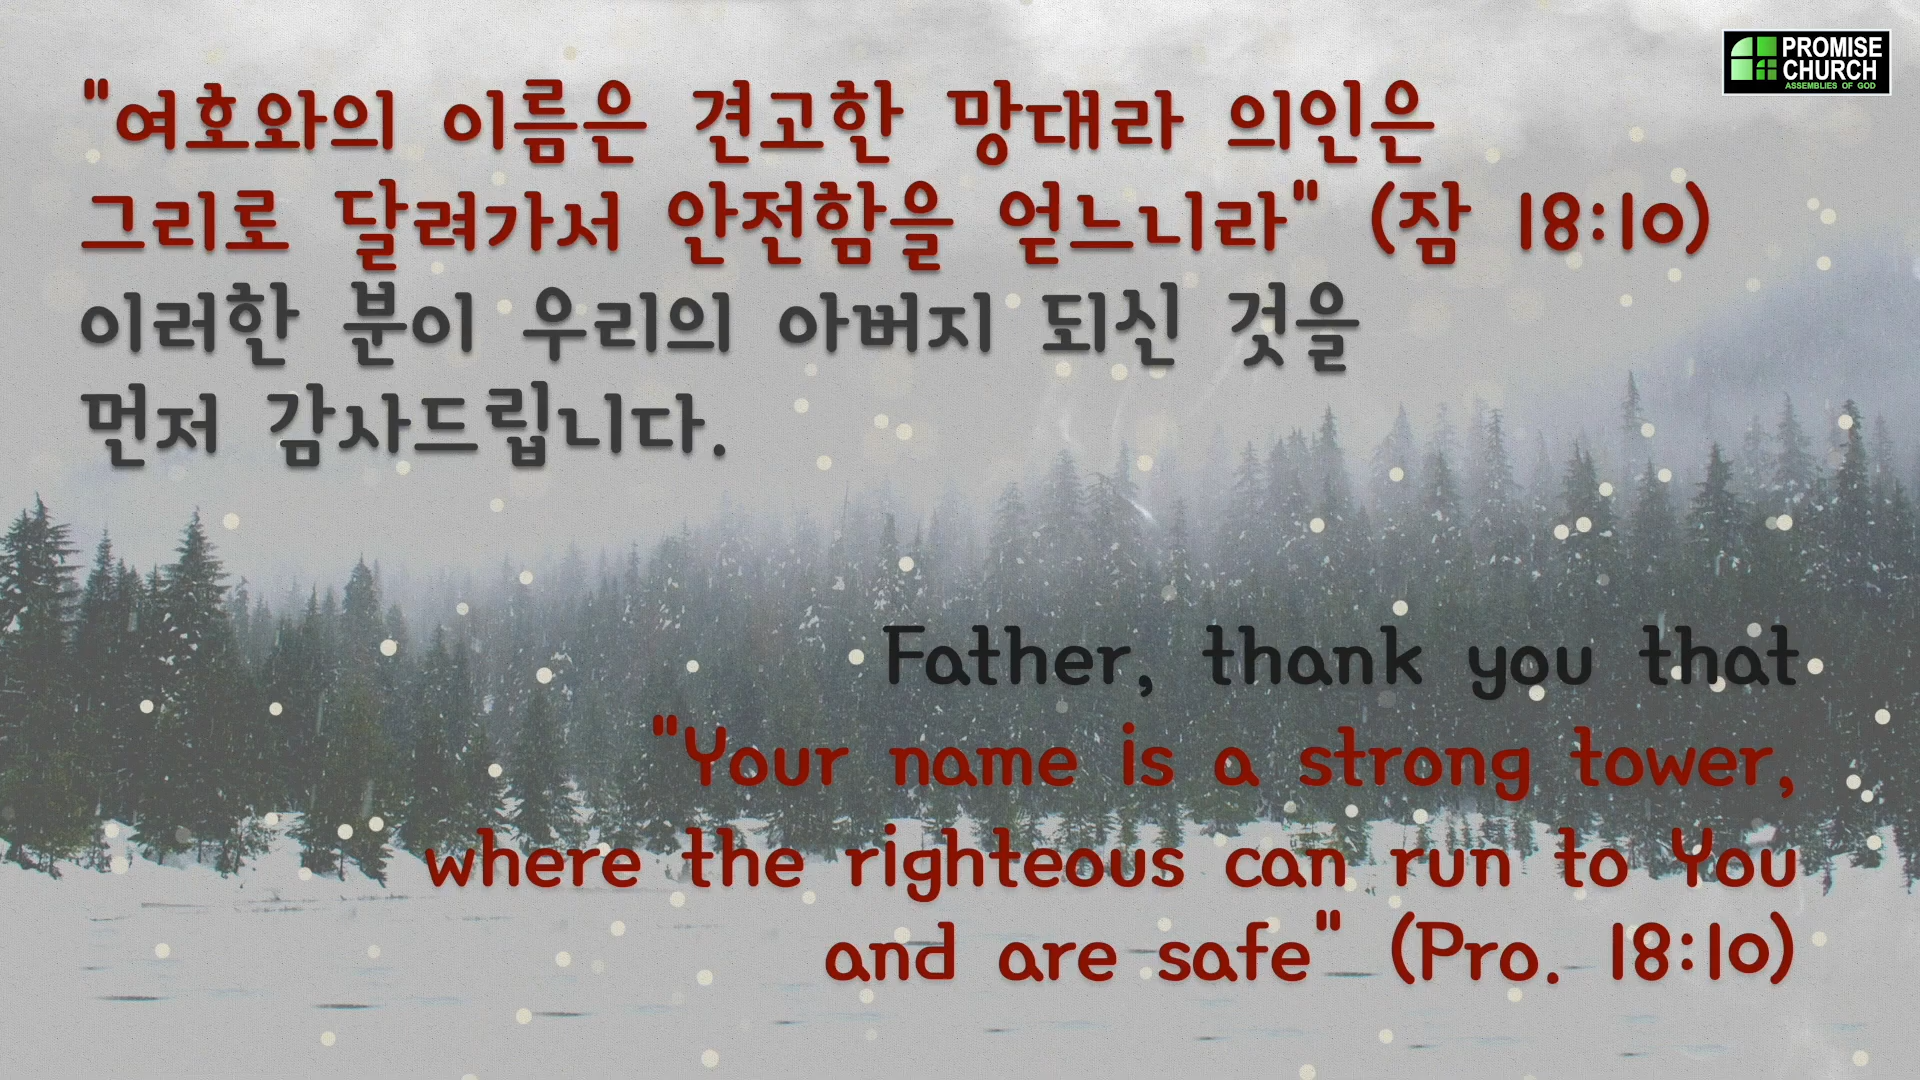 PROMISE
CHURCH
ASSEMBLIES OF GOD
"여호와의 이름은 견고한 망대라 의인은
그리로 달려가서 안전함을 얻느니라" (잠 18:10)
이러한 분이 우리의 아버지 되신 것을
먼저 감사드립니다.
Father, thank you that
"Your name is a strong tower,
where the righteous can run to You
and are safe" (Pro. 18:10)